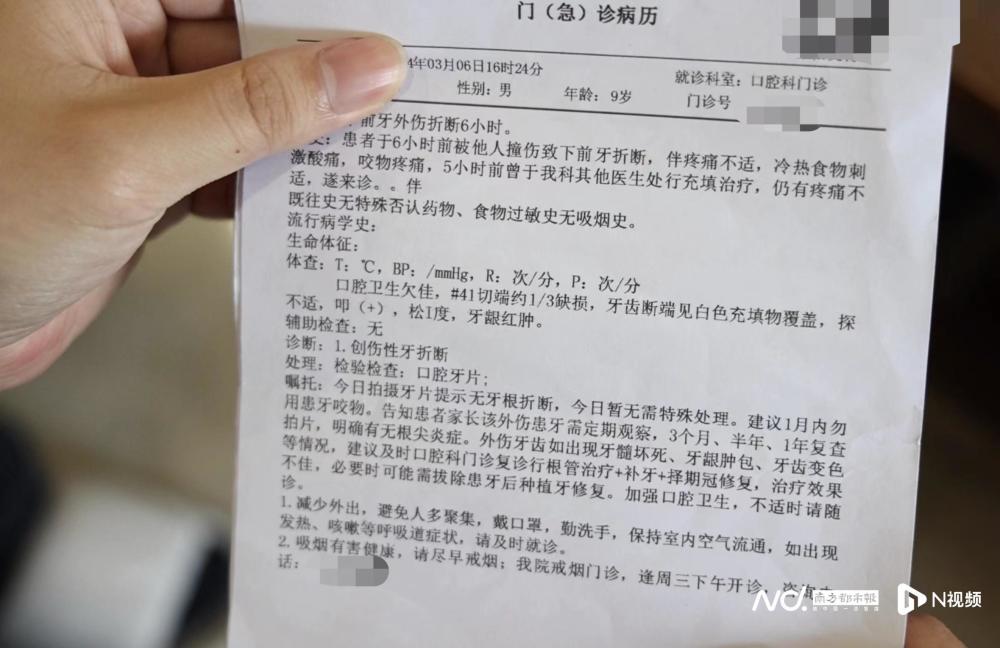 门（急）诊病历
4年03月06日16时24分
就诊科室：口腔科门诊
性别：男 年龄：9岁 门诊号
前牙外伤折断6小时。
史：患者于6小时前被他人撞伤致下前牙折断，伴疼痛不适，冷热食物刺
激酸痛，咬物疼痛，5小时前曾于我科其他医生处行充填治疗，仍有疼痛不
适，遂来诊。。伴
既往史无特殊否认药物、食物过敏史无吸烟史。
流行病学史：
生命体征：
体查：T：℃，BP：/mmHg，R：次/分，P：次/分
口腔卫生欠佳，#41切端约1/3缺损，牙齿断端见白色充填物覆盖，探
不适，叩（+），松I度，牙龈红肿。
辅助检查：无
诊断：1.创伤性牙折断
处理：检验检查：口腔牙片；
嘱托：今日拍摄牙片提示无牙根折断，今日暂无需特殊处理。建议1月内勿
用患牙咬物。告知患者家长该外伤患牙需定期观察，3个月、半年、1年复查
拍片，明确有无根尖炎症。外伤牙齿如出现牙髓坏死、牙龈肿包、牙齿变色
等情况，建议及时口腔科门诊复诊行根管治疗+补牙+择期冠修复，治疗效果
不佳，必要时可能需拔除患牙后种植牙修复。加强口腔卫生，不适时请随
诊。
1.减少外出，避免人多聚集，戴口罩，勤洗手，保持室内空气流通，如出现
发热、咳嗽等呼吸道症状，请及时就诊。
2.吸烟有害健康，请尽早戒烟；我院戒烟门诊，逢周三下午开诊，咨询
话：
N 南方都市报 N视频